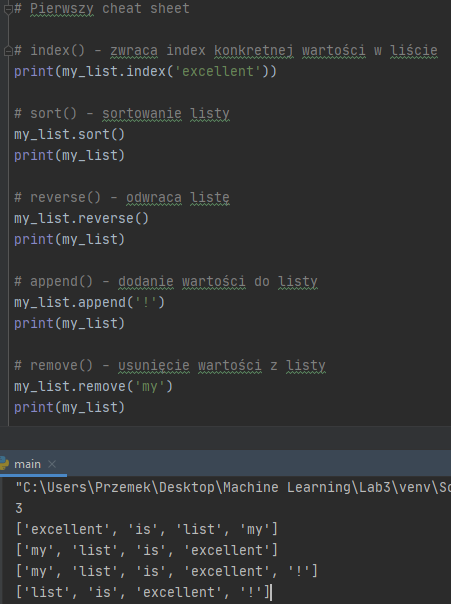 # Pierwszy cheat sheet
# index() - zwraca index konkretnej wartości w liście
print(my_list.index('excellent'))
# sort() - sortowanie listy
my_list.sort()
print(my_list)
# reverse() - odwraca listę
my_list.reverse()
print(my_list)
# append() - dodanie wartości do listy
my_list.append('!')
print(my_list)
# remove() - usunięcie wartości z listy
my_list.remove('my')
print(my_list)
main
"C:\Users\Przemek\Desktop\Machine Learning\Lab3\venv\Sc
3
['excellent', 'is', 'list', 'my']
['my', 'list', 'is', 'excellent']
['my', 'list', 'is', 'excellent', '!']
['list', 'is', 'excellent', '!']